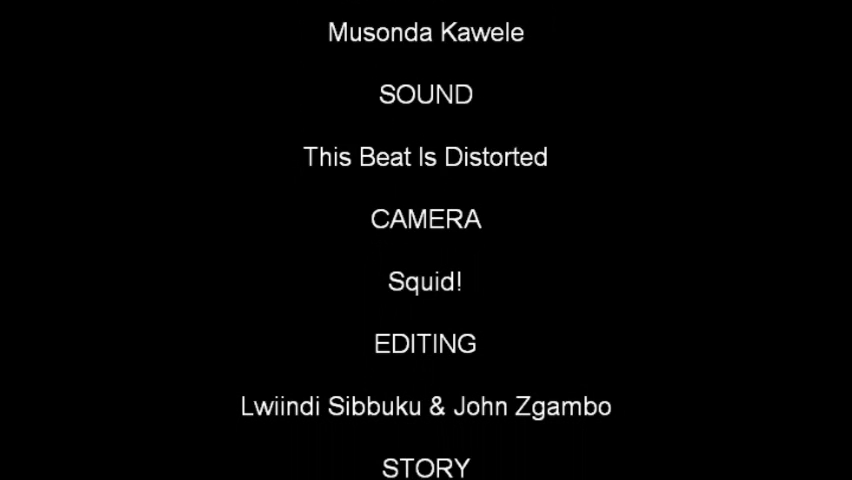 Musonda Kawele
SOUND
This Beat Is Distorted
CAMERA
Squid!
EDITING
Lwiindi Sibbuku & John Zgambo
STORY